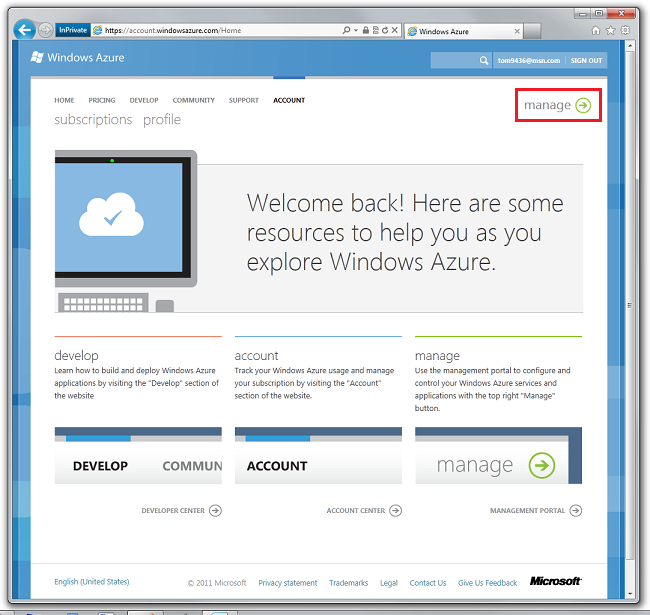 InPrivate https://account.windowsazure.com/Home Windows Azure
Windows Azure
tom9436@msn.com SIGN OUT
HOME PRICING DEVELOP COMMUNITY SUPPORT ACCOUNT
manage
subscriptions profile
Welcome back! Here are some
resources to help you as you
explore Windows Azure.
develop
Learn how to build and deploy Windows Azure
applications by visiting the "Develop" section of
the website
account
Track your Windows Azure usage and manage
your subscription by visiting the "Account"
section of the website.
manage
Use the management portal to configure and
control your Windows Azure services and
applications with the top right "Manage"
button.
DEVELOP COMMUN
ACCOUNT
manage
DEVELOPER CENTER
ACCOUNT CENTER
MANAGEMENT PORTAL
English (United States) © 2011 Microsoft Privacy statement Trademarks Legal Contact Us Give Us Feedback Microsoft